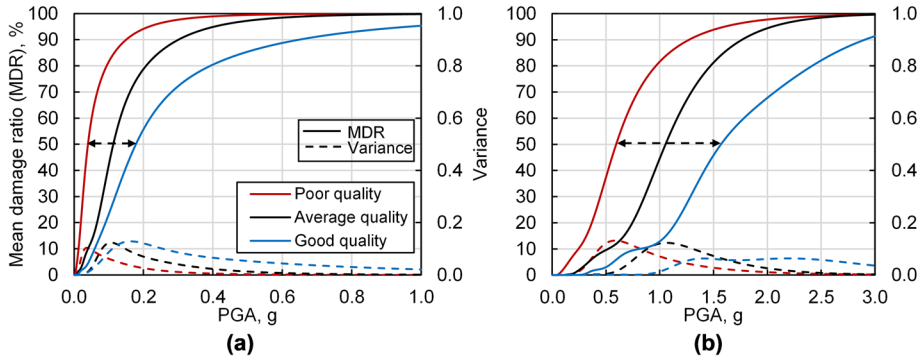 100
90
80
70
60
50
40
30
20
10
0
Mean damage ratio (MDR), %
1.0
0.8
0.6
0.4
0.2
0.0
Variance
MDR
Variance
Poor quality
Average quality
Good quality
0.0 0.2 0.4 0.6 0.8 1.0
PGA, g
(a)
100
90
80
70
60
50
40
30
20
10
0
1.0
0.8
0.6
0.4
0.2
0.0
0.0 0.5 1.0 1.5 2.0 2.5 3.0
PGA, g
(b)